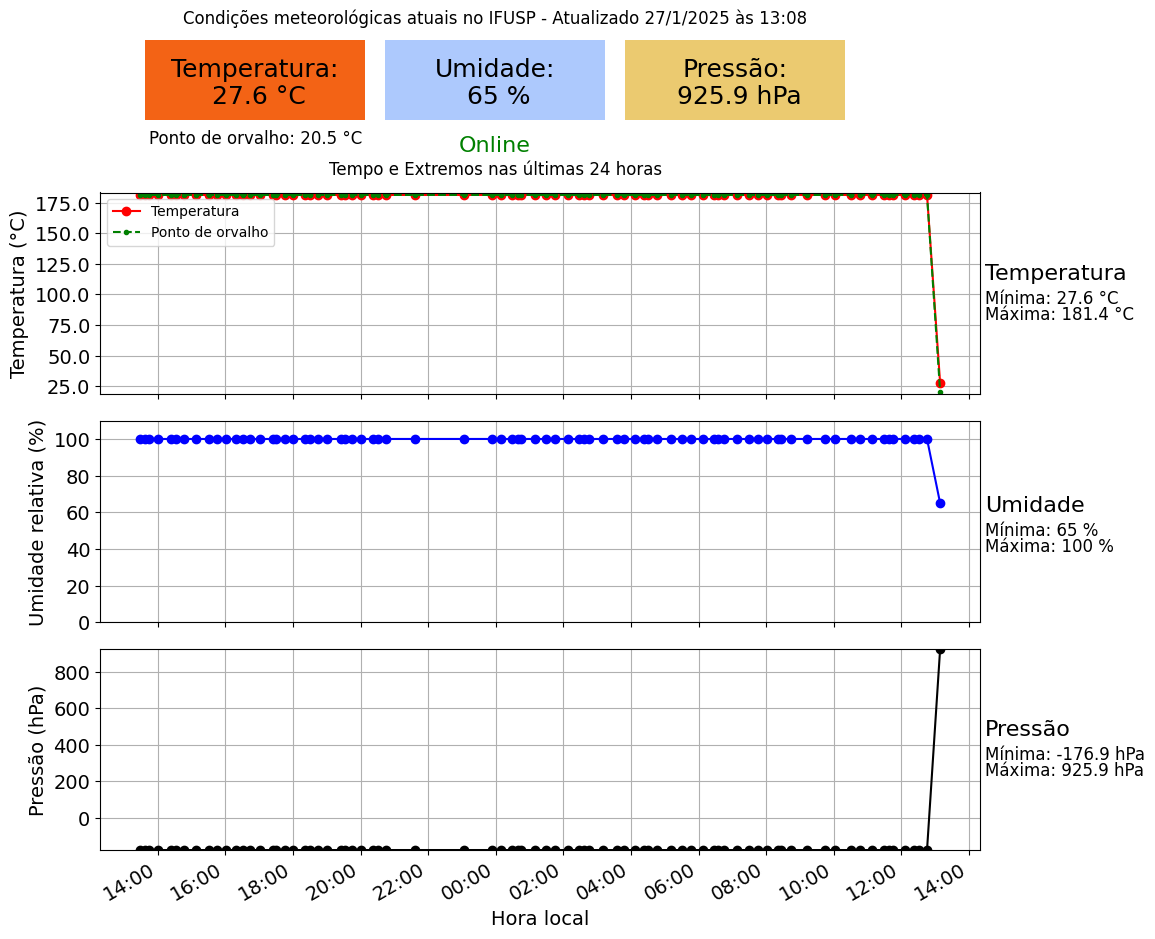 Condições meteorológicas atuais no IFUSP - Atualizado 27/1/2025 às 13:08
Temperatura:
27.6 °C
Umidade:
65 %
Pressão:
925.9 hPa
Ponto de orvalho: 20.5 °C
Online
Tempo e Extremos nas últimas 24 horas
Temperatura (°C)
175.0
150.0
125.0
100.0
75.0
50.0
25.0
Temperatura
Ponto de orvalho
Temperatura
Mínima: 27.6 °C
Máxima: 181.4 °C
Umidade relativa (%)
100
80
60
40
20
0
Umidade
Mínima: 65 %
Máxima: 100 %
Pressão (hPa)
800
600
400
200
0
Pressão
Mínima: -176.9 hPa
Máxima: 925.9 hPa
14:00
16:00
18:00
20:00
22:00
00:00
02:00
04:00
06:00
08:00
10:00
12:00
14:00
Hora local